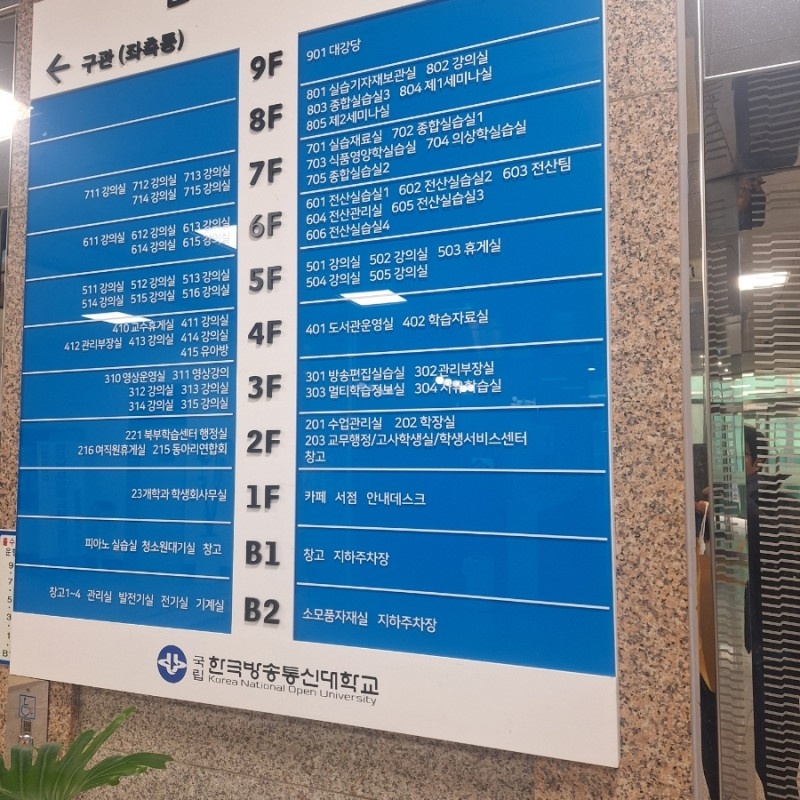 ← 구관 (좌측통)
9F
901 대강당
8F
801 실습기자재보관실 802 강의실
803 종합실습실3 804 제1세미나실
805 제2세미나실
711 강의실 712 강의실 713 강의실
714 강의실 715 강의실
7F
701 실습재료실 702 종합실습실1
703 식품영양학실습실 704 의상학실습실
705 종합실습실2
611 강의실 612 강의실 613 강의실
614 강의실 615 강의실
6F
601 전산실습실1 602 전산실습실2 603 전산팀
604 전산관리실 605 전산실습실3
606 전산실습실4
511 강의실 512 강의실 513 강의실
514 강의실 515 강의실 516 강의실
5F
501 강의실 502 강의실 503 휴게실
504 강의실 505 강의실
410 교수휴게실 411 강의실
412 관리부장실 413 강의실 414 강의실
415 유아방
4F
401 도서관운영실 402 학습자료실
310 영상운영실 311 영상강의
312 강의실 313 강의실
314 강의실 315 강의실
3F
301 방송편집실습실 302 관리부장실
303 멀티학습정보실 304 자유학습실
221 북부학습센터 행정실
216 여직원휴게실 215 동아리연합회
2F
201 수업관리실 202 학장실
203 교무행정/고사학생실/학생서비스센터
창고
23개학과 학생회사무실
1F
카페 서점 안내데스크
피아노 실습실 청소원대기실 창고
B1
창고 지하주차장
창고1~4 관리실 발전기실 전기실 기계실
B2
소모품자재실 지하주차장
국립 한국방송통신대학교
Korea National Open University